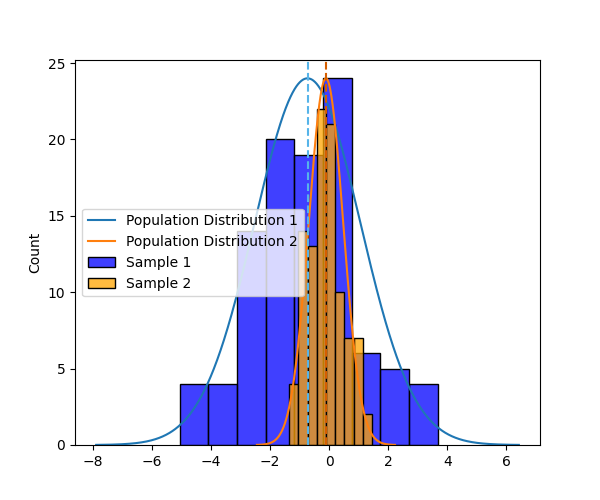 25
20
15
10
5
0
Count
Population Distribution 1
Population Distribution 2
Sample 1
Sample 2
−8 −6 −4 −2 0 2 4 6